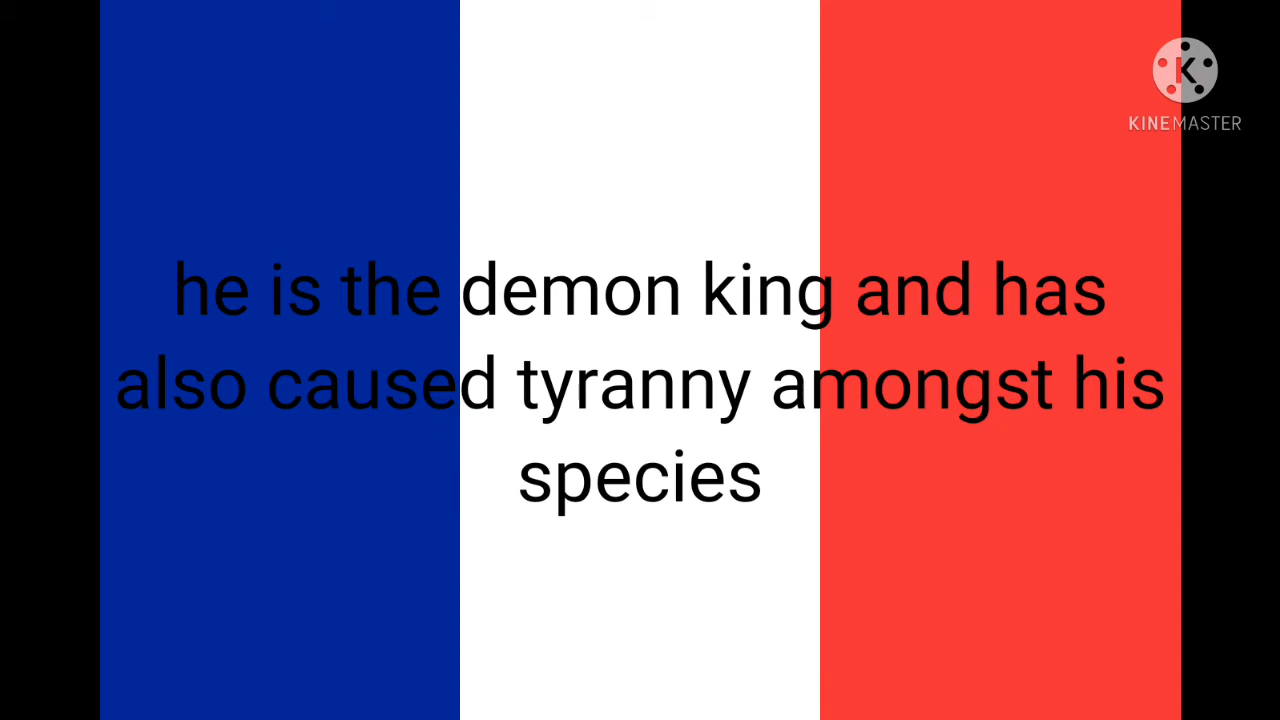 KINEMASTER
he is the demon king and has
also caused tyranny amongst his
species